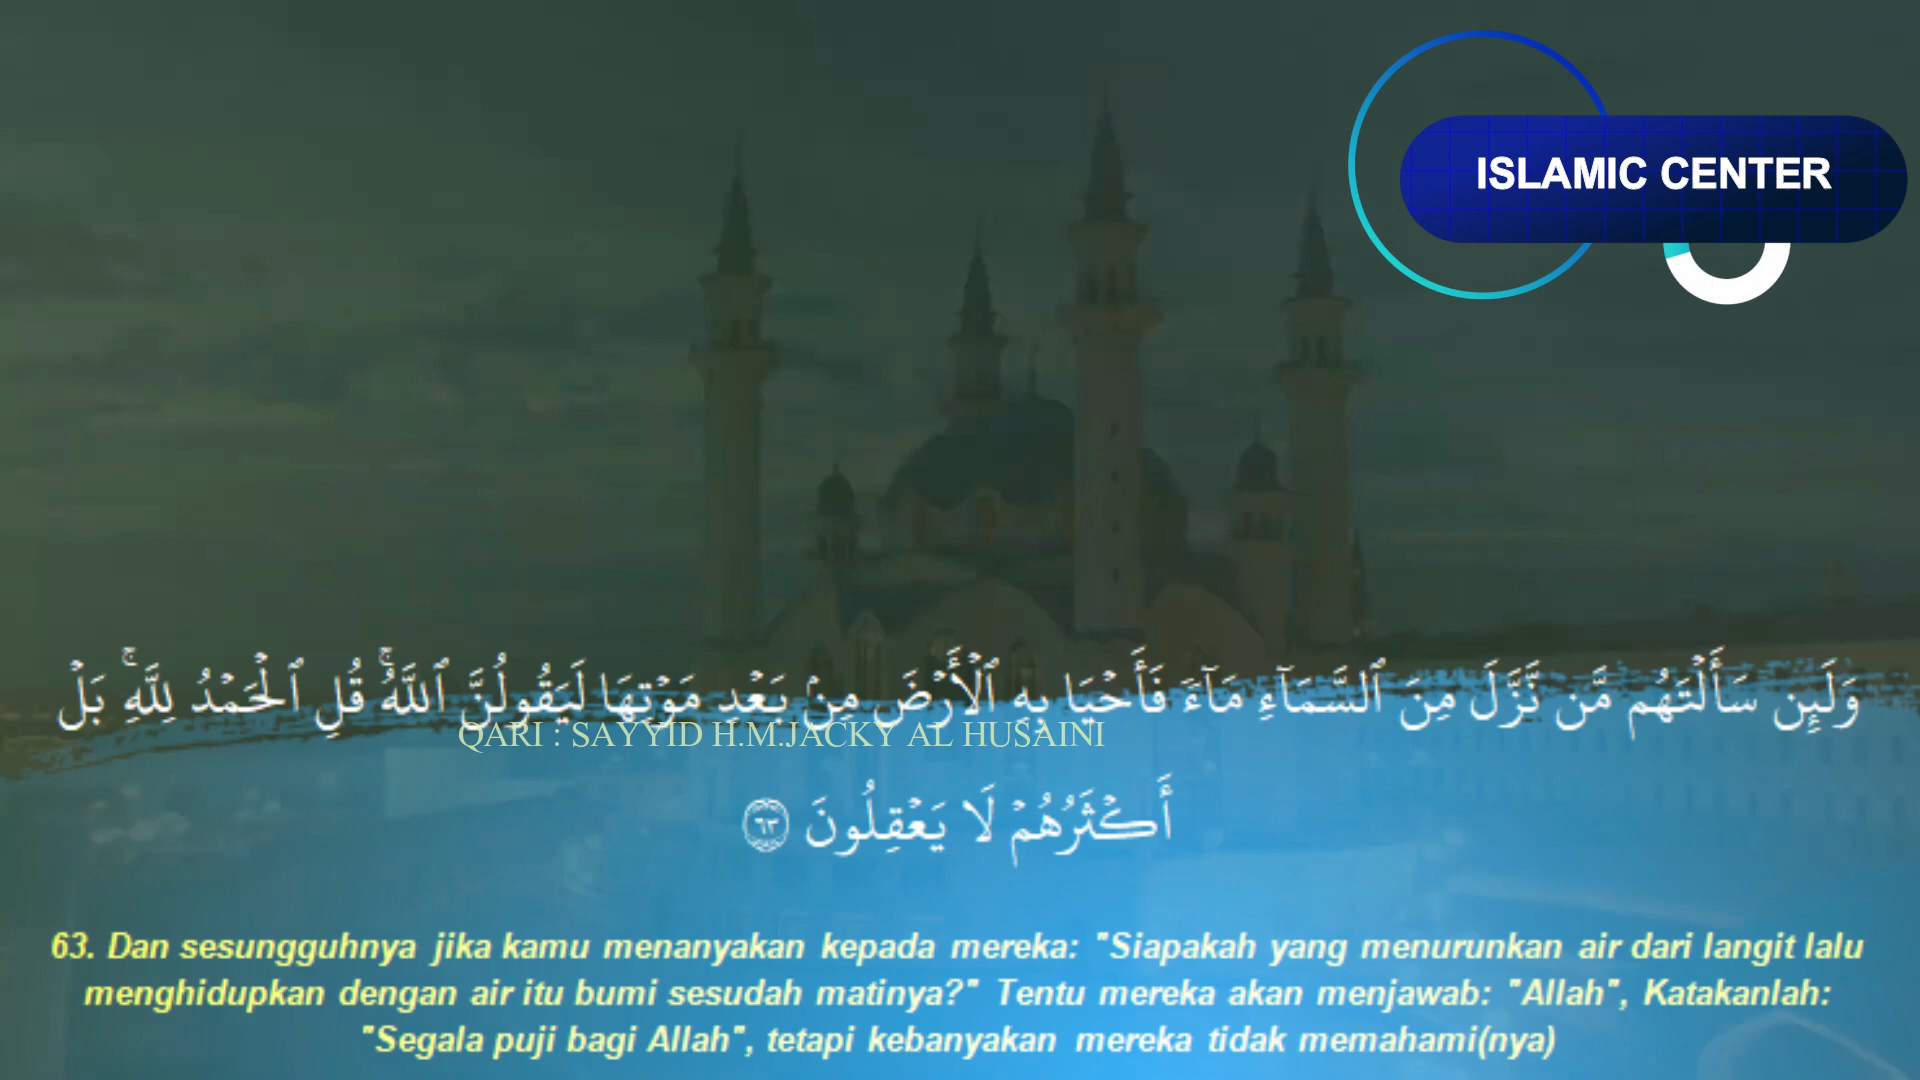 ISLAMIC CENTER
وَلَئِن سَأَلْتَهُم مَّن نَّزَّلَ مِنَ ٱلسَّمَآءِ مَآءً فَأَحْيَا بِهِ ٱلْأَرْضَ مِنۢ بَعْدِ مَوْتِهَا لَيَقُولُنَّ ٱللَّهُ ۚ قُلِ ٱلْحَمْدُ لِلَّهِ ۚ بَلْ
QARI : SAYYID H.M.JACKY AL HUSAINI
أَكْثَرُهُمْ لَا يَعْقِلُونَ ٦٣
63. Dan sesungguhnya jika kamu menanyakan kepada mereka: "Siapakah yang menurunkan air dari langit lalu
menghidupkan dengan air itu bumi sesudah matinya?" Tentu mereka akan menjawab: "Allah", Katakanlah:
"Segala puji bagi Allah", tetapi kebanyakan mereka tidak memahami(nya)